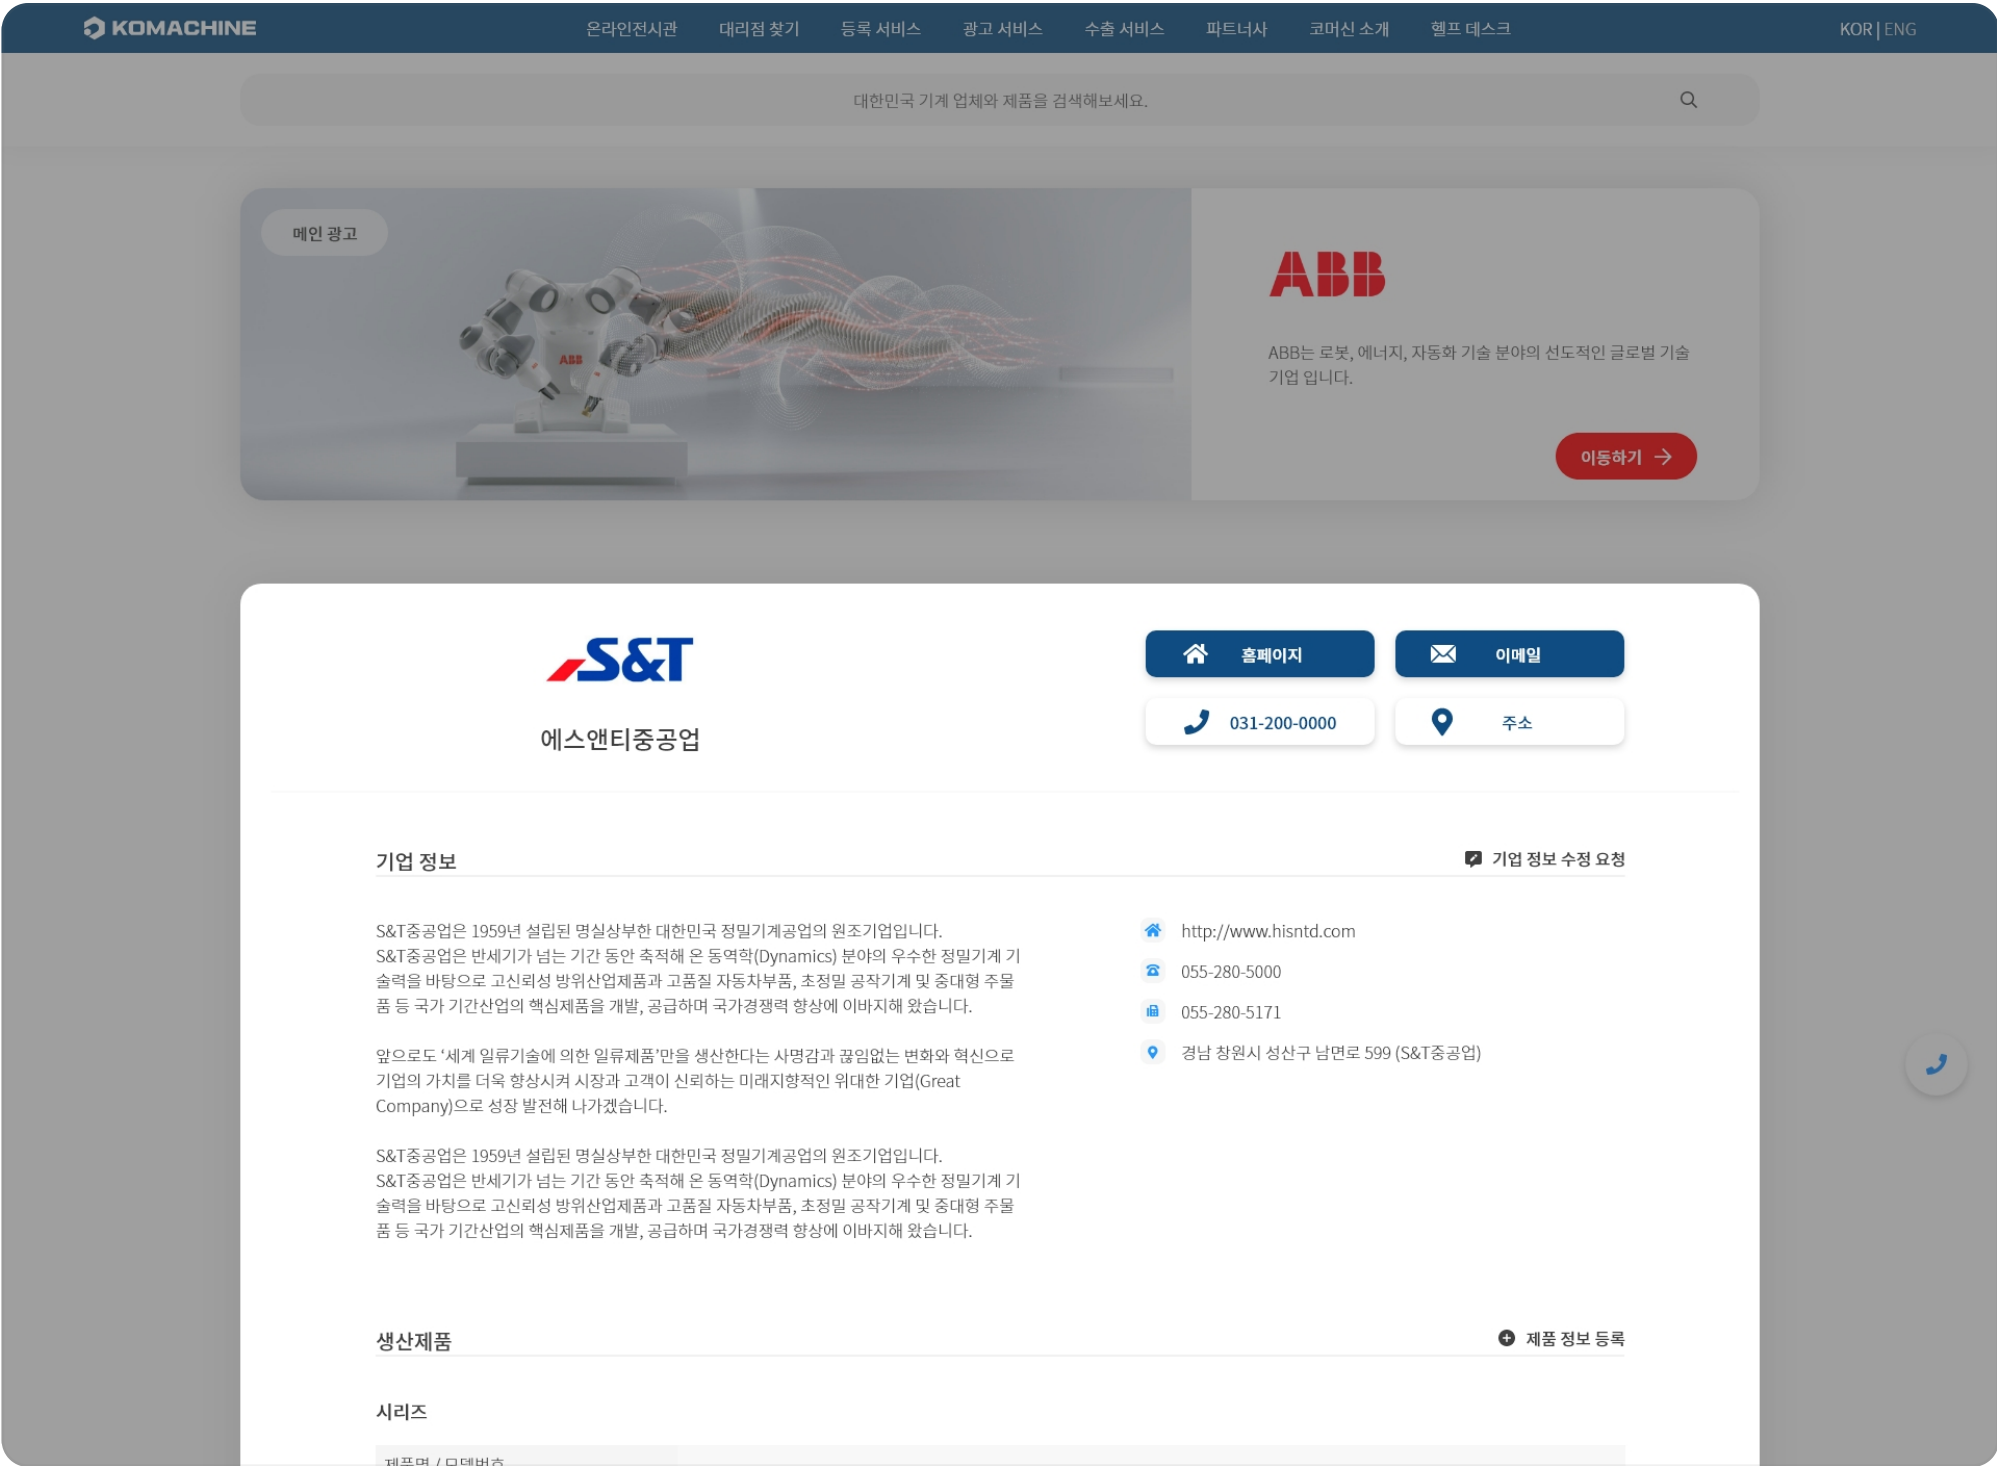 KOMACHINE
온라인전시관 대리점 찾기 등록 서비스 광고 서비스 수출 서비스 파트너사 코머신 소개 헬프 데스크 KOR | ENG
대한민국 기계 업체와 제품을 검색해보세요.
메인 광고
ABB
ABB
ABB는 로봇, 에너지, 자동화 기술 분야의 선도적인 글로벌 기술
기업 입니다.
이동하기
S&T
에스앤티중공업
홈페이지 이메일
031-200-0000 주소
기업 정보 기업 정보 수정 요청
S&T중공업은 1959년 설립된 명실상부한 대한민국 정밀기계공업의 원조기업입니다.
S&T중공업은 반세기가 넘는 기간 동안 축적해 온 동역학(Dynamics) 분야의 우수한 정밀기계 기
술력을 바탕으로 고신뢰성 방위산업제품과 고품질 자동차부품, 초정밀 공작기계 및 중대형 주물
품 등 국가 기간산업의 핵심제품을 개발, 공급하며 국가경쟁력 향상에 이바지해 왔습니다.
앞으로도 ‘세계 일류기술에 의한 일류제품’만을 생산한다는 사명감과 끊임없는 변화와 혁신으로
기업의 가치를 더욱 향상시켜 시장과 고객이 신뢰하는 미래지향적인 위대한 기업(Great
Company)으로 성장 발전해 나가겠습니다.
S&T중공업은 1959년 설립된 명실상부한 대한민국 정밀기계공업의 원조기업입니다.
S&T중공업은 반세기가 넘는 기간 동안 축적해 온 동역학(Dynamics) 분야의 우수한 정밀기계 기
술력을 바탕으로 고신뢰성 방위산업제품과 고품질 자동차부품, 초정밀 공작기계 및 중대형 주물
품 등 국가 기간산업의 핵심제품을 개발, 공급하며 국가경쟁력 향상에 이바지해 왔습니다.
http://www.hisntd.com
055-280-5000
055-280-5171
경남 창원시 성산구 남면로 599 (S&T중공업)
생산제품 제품 정보 등록
시리즈
제품명 / 모델번호